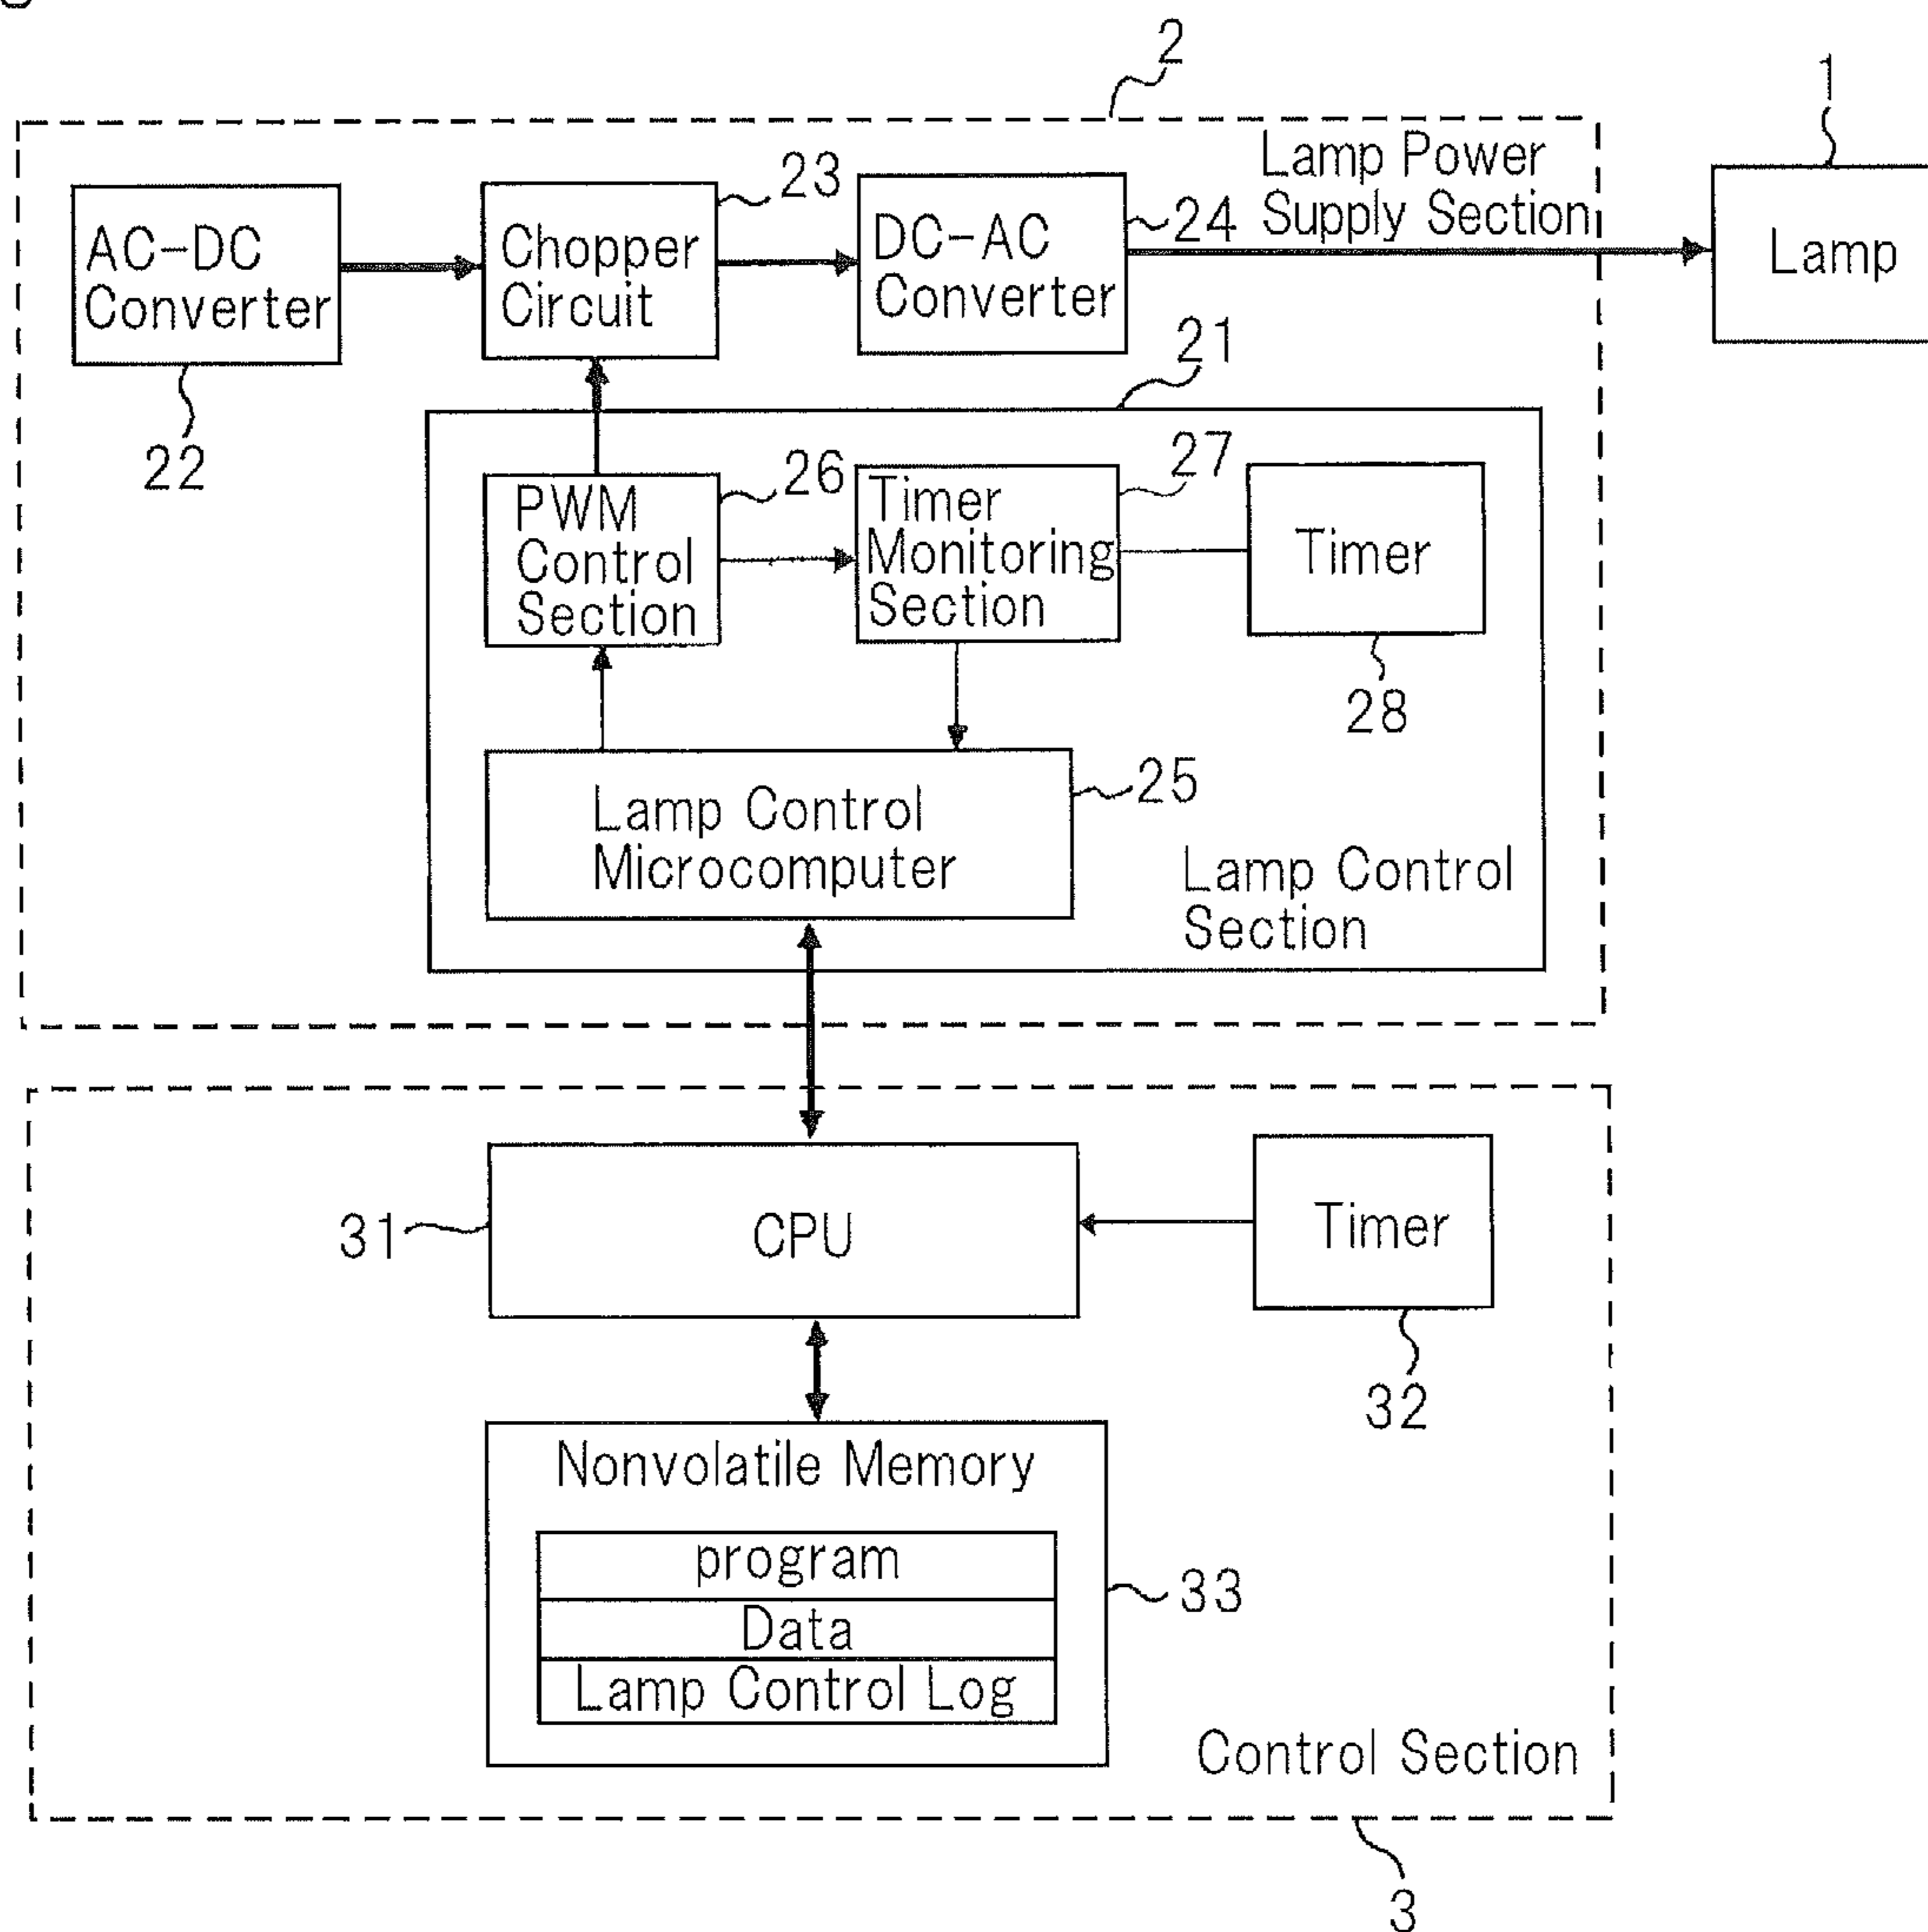 2
1
Lamp Power
Supply Section
23
24
AC-DC
Converter
Chopper
Circuit
DC-AC
Converter
Lamp
22
21
26
27
PWM
Control
Section
Timer
Monitoring
Section
Timer
28
25
Lamp Control
Microcomputer
Lamp Control
Section
31
CPU
Timer
32
Nonvolatile Memory
program
Data
Lamp Control Log
33
Control Section
3